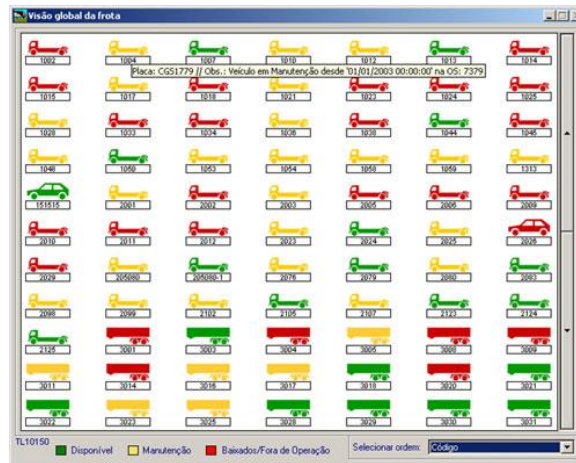 Visão global da frota
1002 1004 1007 1010 1012 1013 1014
Placa: CGS1779 // Obs.: Veículo em Manutenção desde '01/01/2003 00:00:00' na OS: 7379
1015 1017 1018 1021 1023 1024 1025
1028 1033 1034 1036 1038 1044 1045
1048 1050 1053 1054 1058 1059 1313
151515 2001 2002 2003 2005 2006 2009
2010 2011 2012 2023 2024 2025 2026
2029 205080 205080-1 2076 2079 2080 2083
2098 2099 2102 2105 2107 2123 2124
2125 3001 3003 3004 3005 3008 3009
3011 3014 3016 3017 3018 3020 3021
3022 3023 3025 3028 3029 3030 3031
TL10150 Disponível Manutenção Baixados/Fora de Operação Selecionar ordem: Código